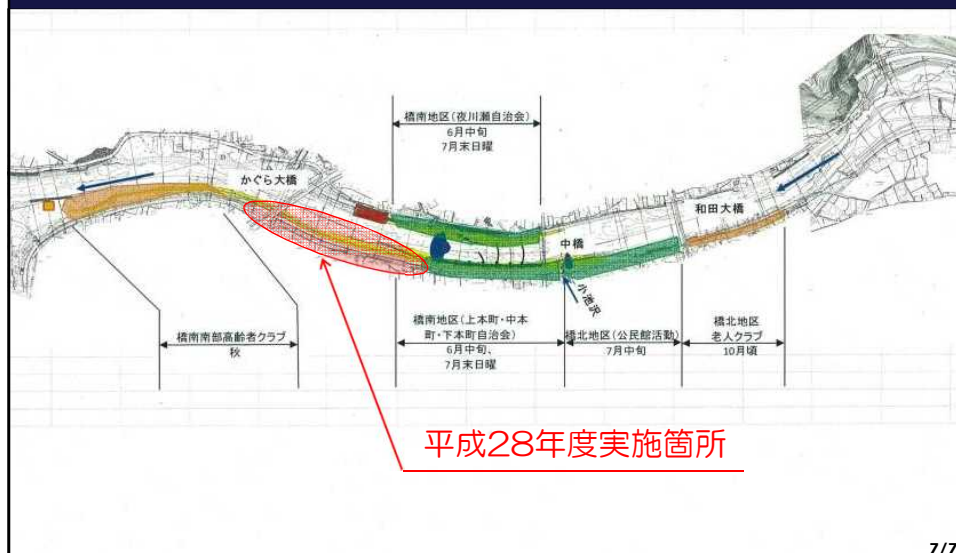 橋南地区(夜川瀬自治会)
6月中旬
7月末日曜
かぐら大橋
和田大橋
中橋
小池沢
橋南地区(上本町・中本
町・下本町自治会)
6月中旬、
7月末日曜
橋北地区(公民館活動)
7月中旬
橋北地区
老人クラブ
10月頃
橋南南部高齢者クラブ
秋
平成28年度実施箇所
7/7